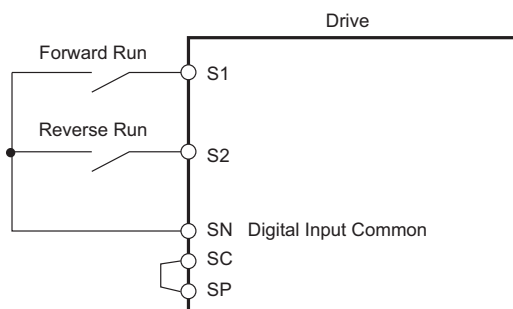 Drive
Forward Run
S1
Reverse Run
S2
SN Digital Input Common
SC
SP